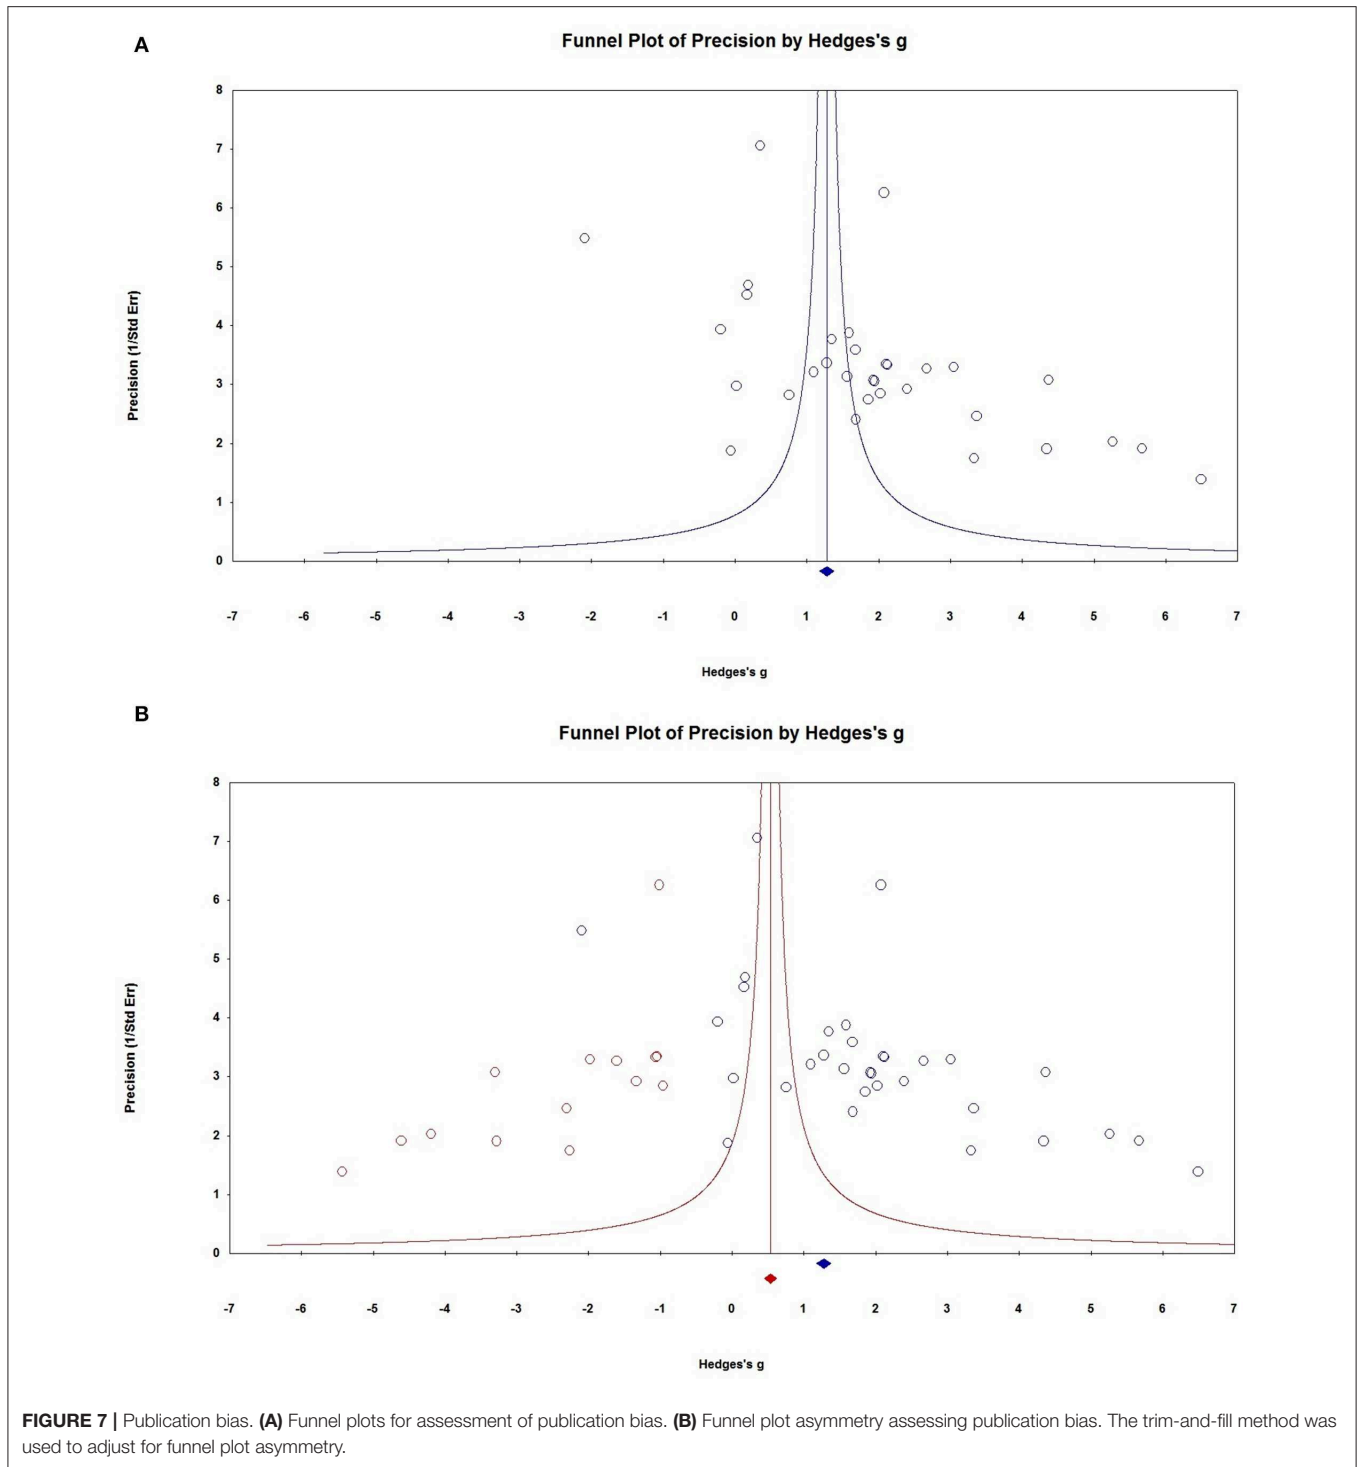 A
Funnel Plot of Precision by Hedges's g
8
7
6
5
4
3
2
1
0
Precision (1/Std Err)
-7 -6 -5 -4 -3 -2 -1 0 1 2 3 4 5 6 7
Hedges's g
B
Funnel Plot of Precision by Hedges's g
8
7
6
5
4
3
2
1
0
Precision (1/Std Err)
-7 -6 -5 -4 -3 -2 -1 0 1 2 3 4 5 6 7
Hedges's g
FIGURE 7 | Publication bias. (A) Funnel plots for assessment of publication bias. (B) Funnel plot asymmetry assessing publication bias. The trim-and-fill method was
used to adjust for funnel plot asymmetry.